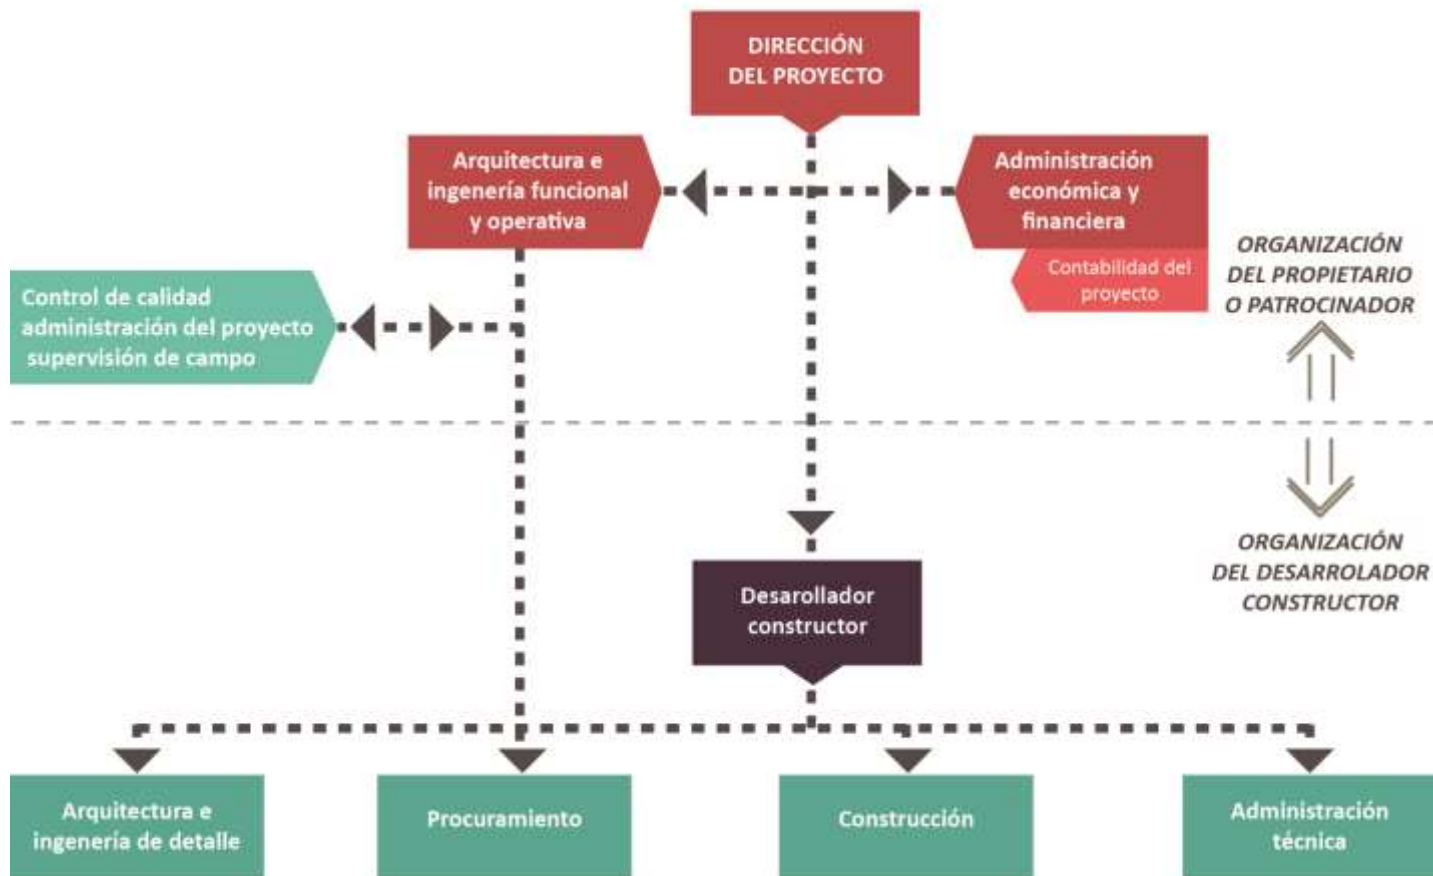 DIRECCIÓN
DEL PROYECTO
Arquitectura e
ingenería funcional
y operativa
Administración
económica y
financiera
Contabilidad del
proyecto
ORGANIZACIÓN
DEL PROPIETARIO
O PATROCINADOR
Control de calidad
administración del proyecto
supervisión de campo
ORGANIZACIÓN
DEL DESARROLADOR
CONSTRUCTOR
Desarollador
constructor
Arquitectura e
ingenería de detalle
Procuramiento
Construcción
Administración
técnica